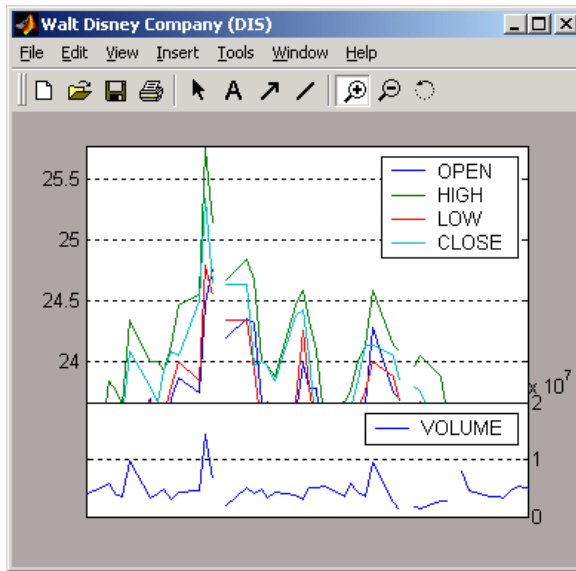 Walt Disney Company (DIS)
File Edit View Insert Tools Window Help
A
25.5
25
24.5
24
OPEN
HIGH
LOW
CLOSE
x 10^7
2
1
0
VOLUME